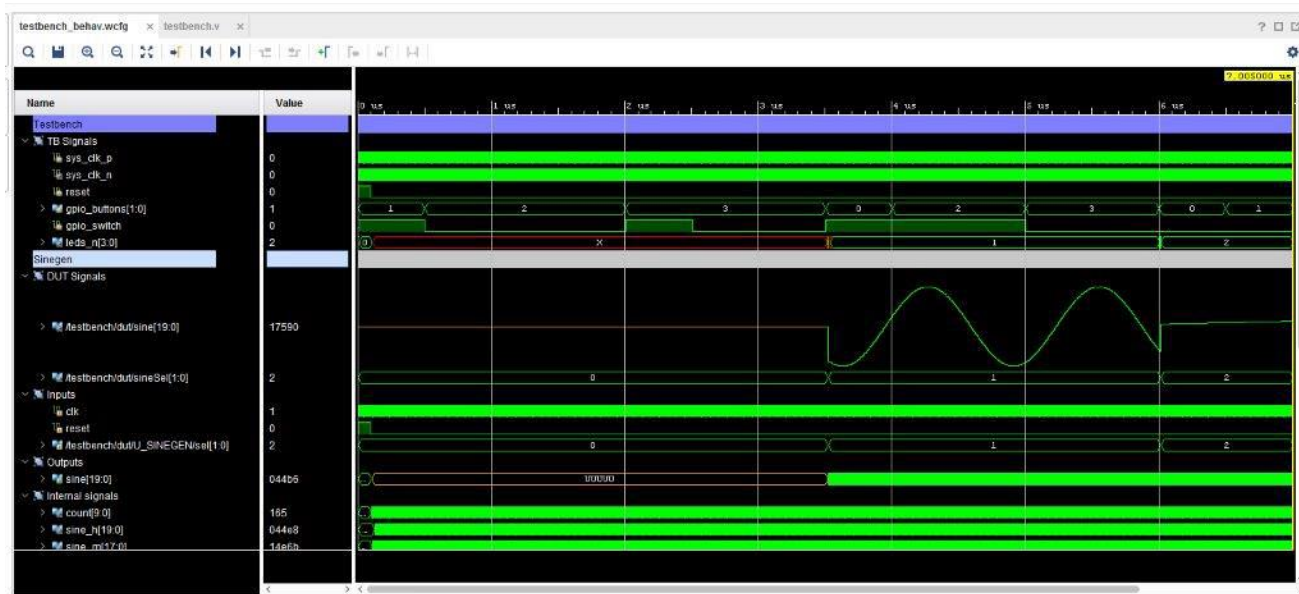 testbench_behav.wcfg × testbench.v ×
7.005000 us
Name Value
0 us 1 us 2 us 3 us 4 us 5 us 6 us
Testbench
TB Signals
sys_clk_p 0
sys_clk_n 0
reset 0
gpio_buttons[1:0] 1 1 2 3 0 2 3 0 1
gpio_switch 0
leds_n[3:0] 2 0 X 1 2
Sinegen
DUT Signals
/testbench/dut/sine[19:0] 17590
/testbench/dut/sineSel[1:0] 2 0 1 2
Inputs
clk 1
reset 0
/testbench/dut/U_SINEGEN/sel[1:0] 2 0 1 2
Outputs
sine[19:0] 044b6 UUUUU
Internal signals
count[9:0] 165
sine_h[19:0] 044e8
sine_m[17:0] 14e6b